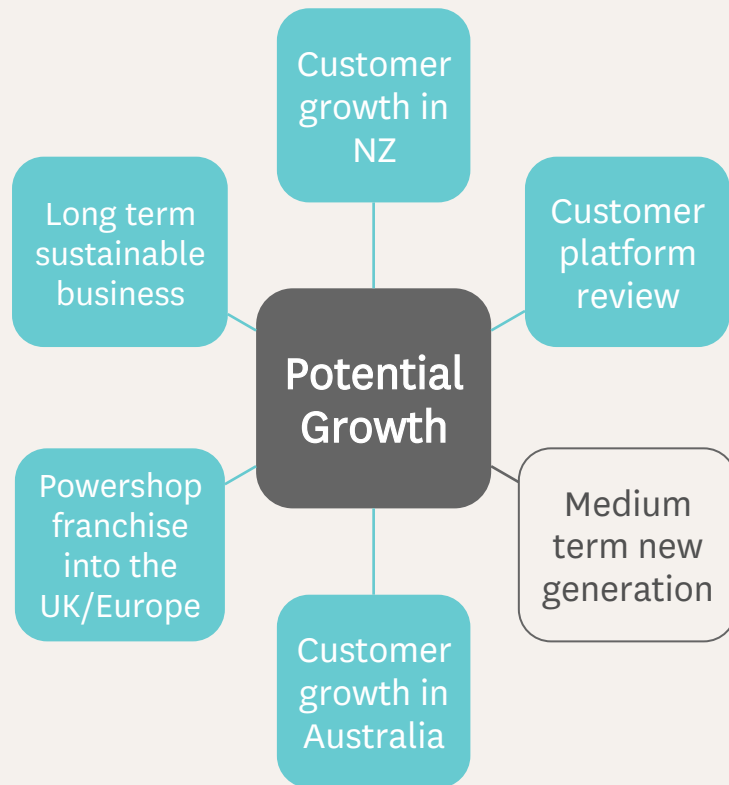 Customer
growth in
NZ
Long term
sustainable
business
Customer
platform
review
Potential
Growth
Powershop
franchise
into the
UK/Europe
Medium
term new
generation
Customer
growth in
Australia